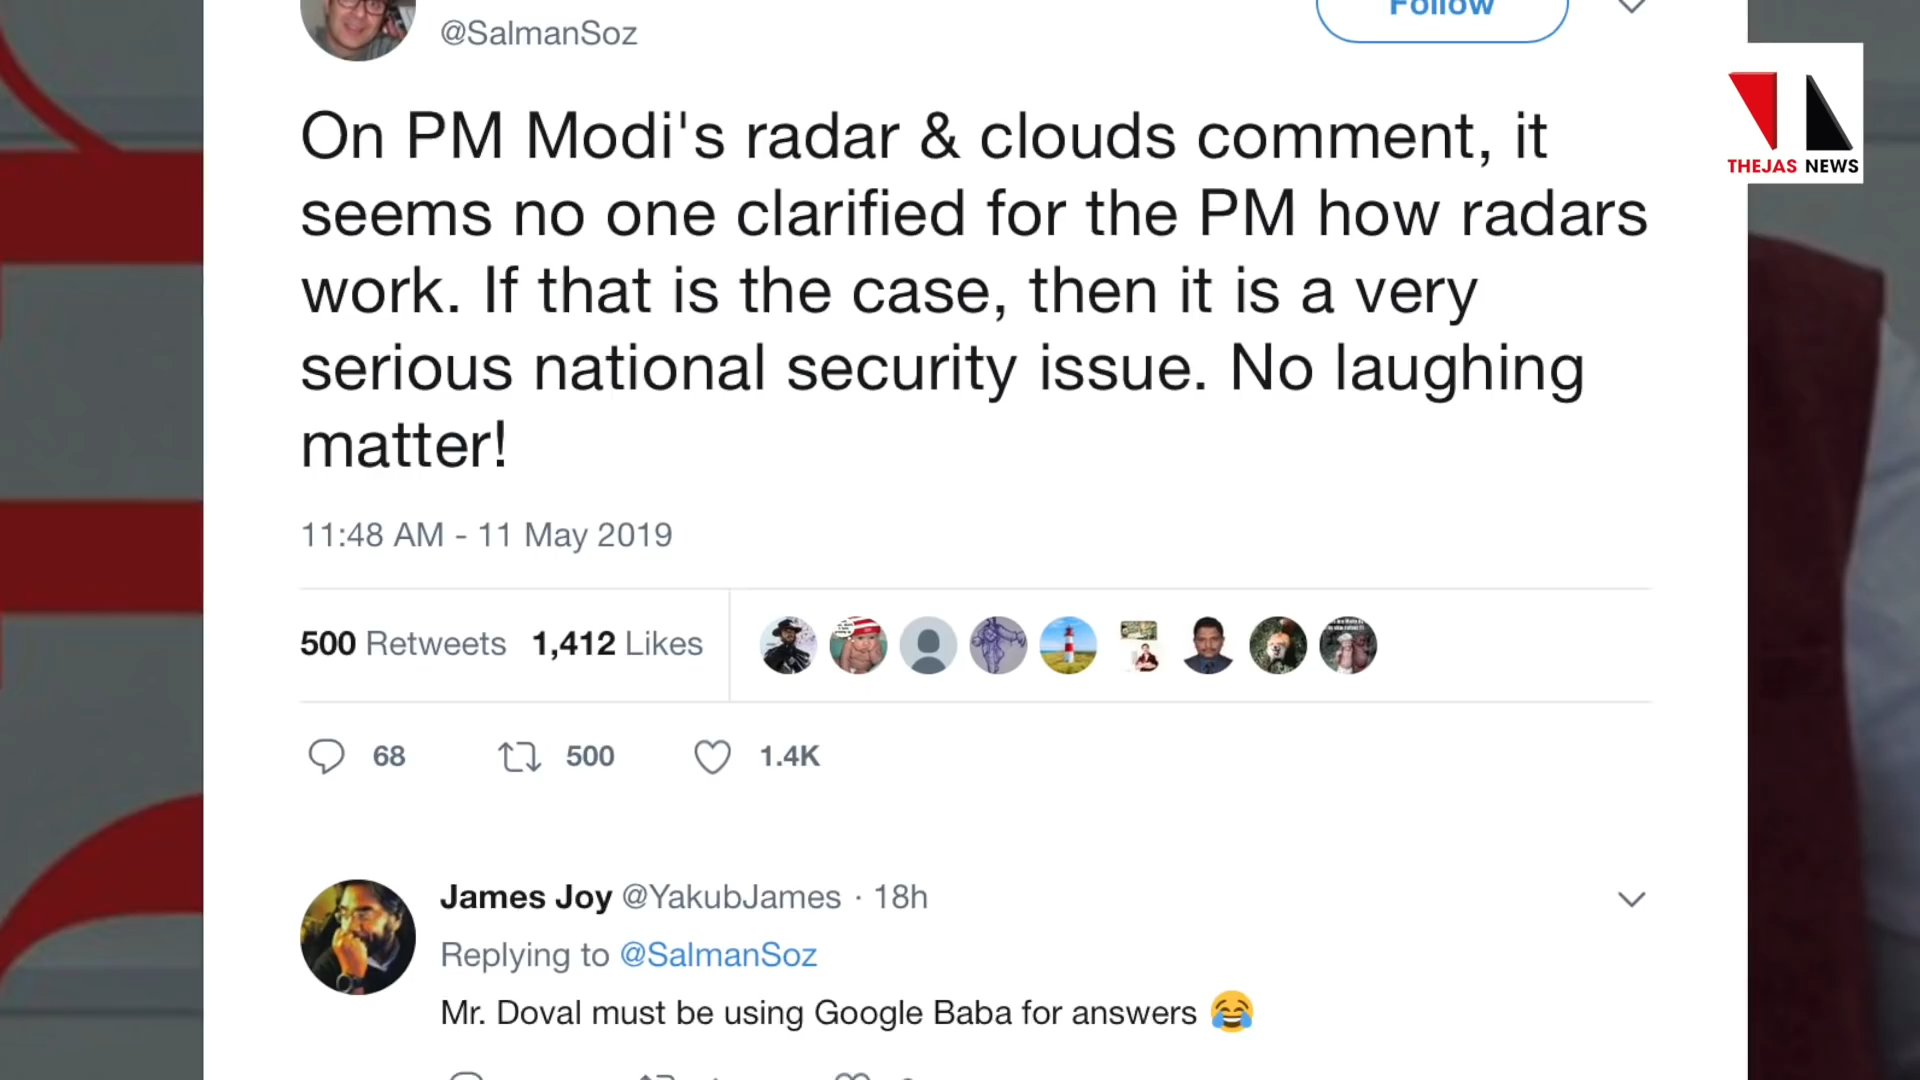 @SalmanSoz
Follow
On PM Modi's radar & clouds comment, it
seems no one clarified for the PM how radars
work. If that is the case, then it is a very
serious national security issue. No laughing
matter!
11:48 AM - 11 May 2019
500 Retweets 1,412 Likes
68 500 1.4K
James Joy @YakubJames · 18h
Replying to @SalmanSoz
Mr. Doval must be using Google Baba for answers 😂
THEJAS NEWS